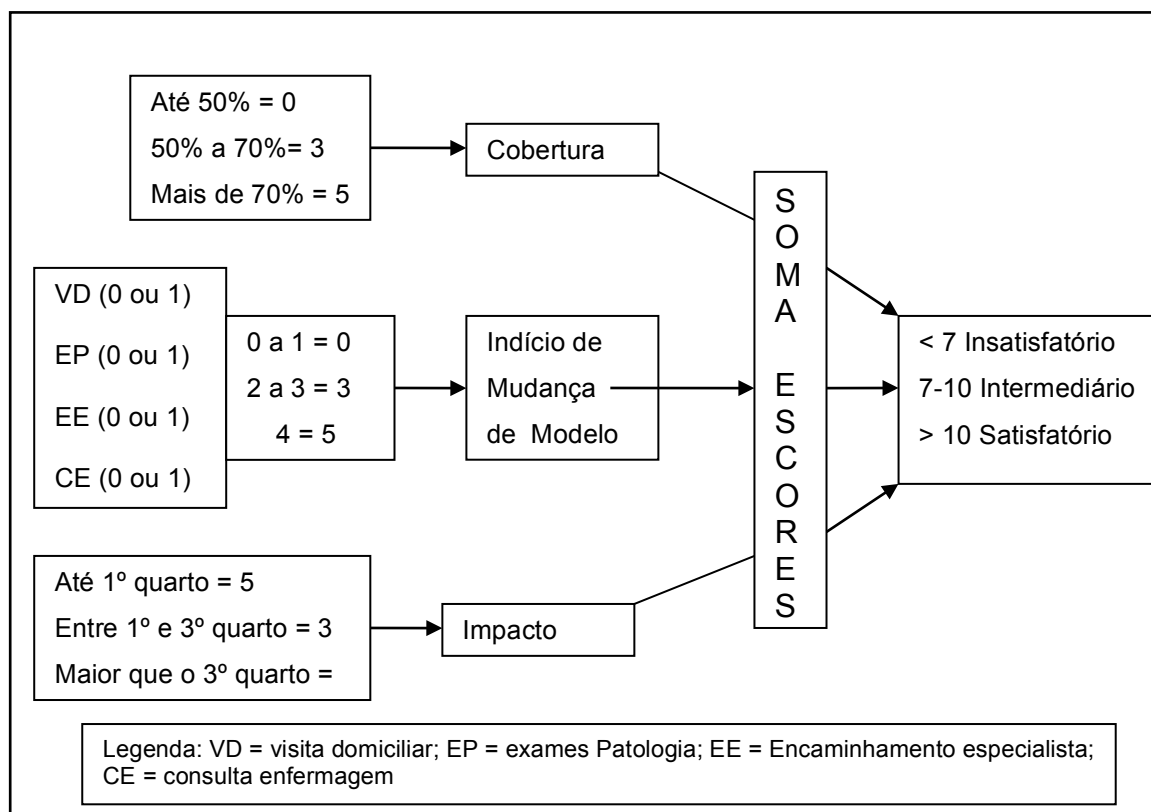 Até 50% = 0
50% a 70%= 3
Mais de 70% = 5
Cobertura
VD (0 ou 1)
EP (0 ou 1)
EE (0 ou 1)
CE (0 ou 1)
0 a 1 = 0
2 a 3 = 3
4 = 5
Indício de
Mudança
de Modelo
Até 1º quarto = 5
Entre 1º e 3º quarto = 3
Maior que o 3º quarto =
Impacto
SOMA ESCORES
< 7 Insatisfatório
7-10 Intermediário
> 10 Satisfatório
Legenda: VD = visita domiciliar; EP = exames Patologia; EE = Encaminhamento especialista;
CE = consulta enfermagem